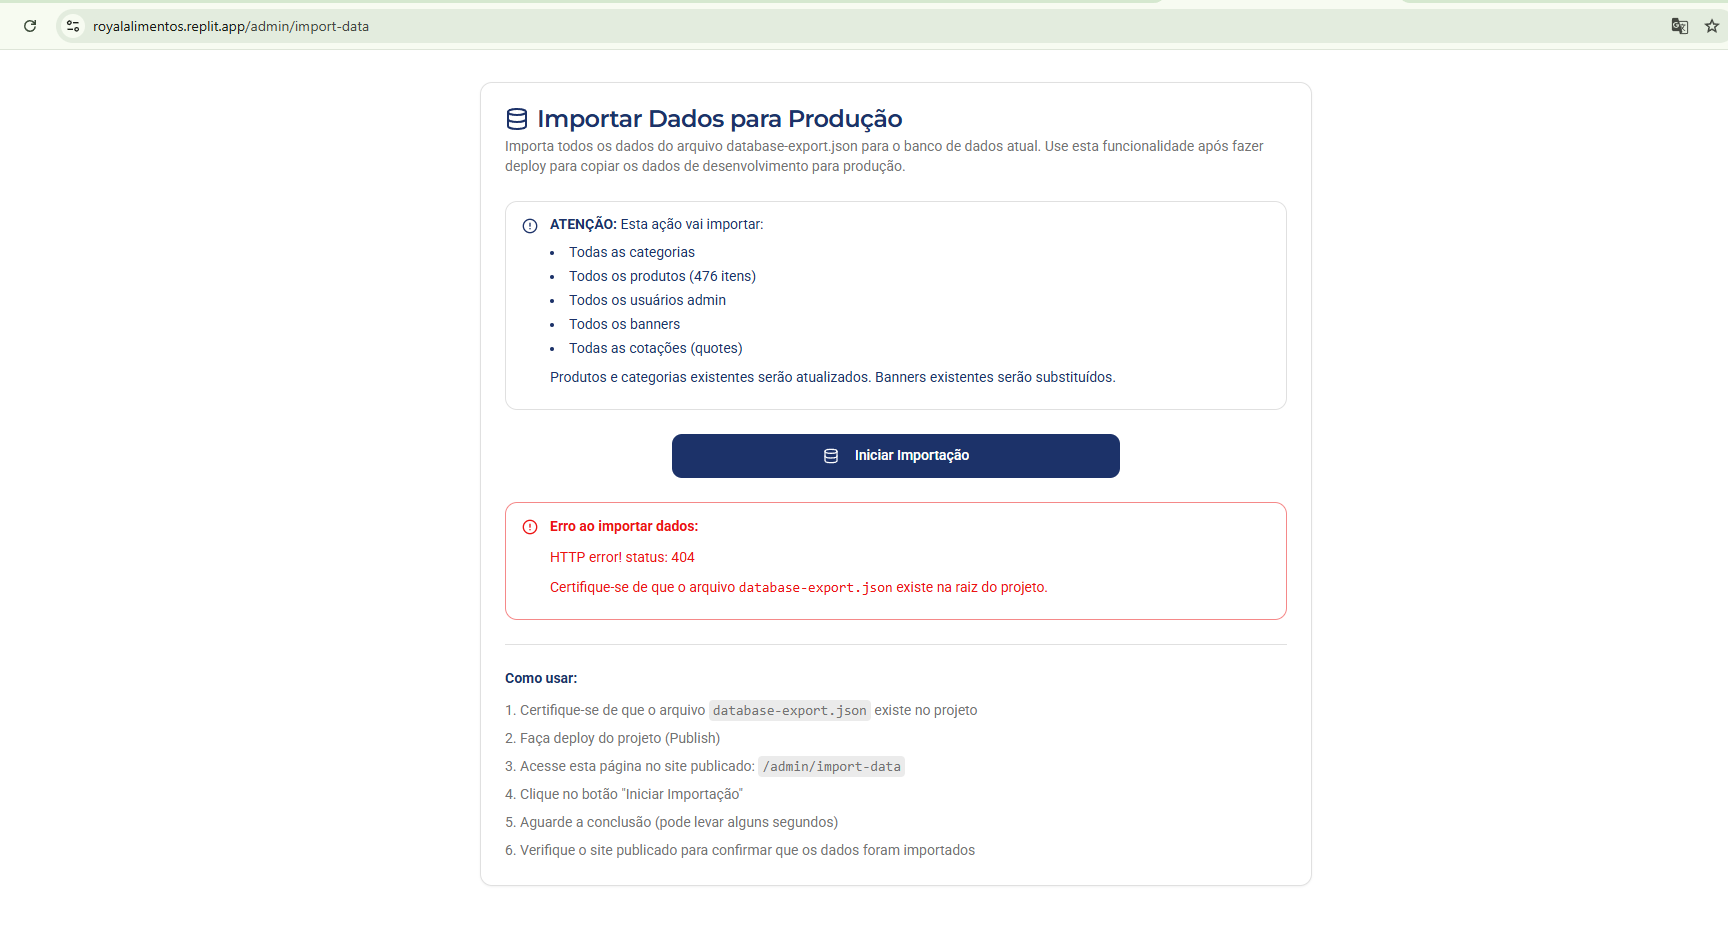 royalalimentos.replit.app/admin/import-data
Importar Dados para Produção
Importa todos os dados do arquivo database-export.json para o banco de dados atual. Use esta funcionalidade após fazer
deploy para copiar os dados de desenvolvimento para produção.
ATENÇÃO: Esta ação vai importar:
• Todas as categorias
• Todos os produtos (476 itens)
• Todos os usuários admin
• Todos os banners
• Todas as cotações (quotes)
Produtos e categorias existentes serão atualizados. Banners existentes serão substituídos.
Iniciar Importação
Erro ao importar dados:
HTTP error! status: 404
Certifique-se de que o arquivo database-export.json existe na raiz do projeto.
Como usar:
1. Certifique-se de que o arquivo database-export.json existe no projeto
2. Faça deploy do projeto (Publish)
3. Acesse esta página no site publicado: /admin/import-data
4. Clique no botão "Iniciar Importação"
5. Aguarde a conclusão (pode levar alguns segundos)
6. Verifique o site publicado para confirmar que os dados foram importados